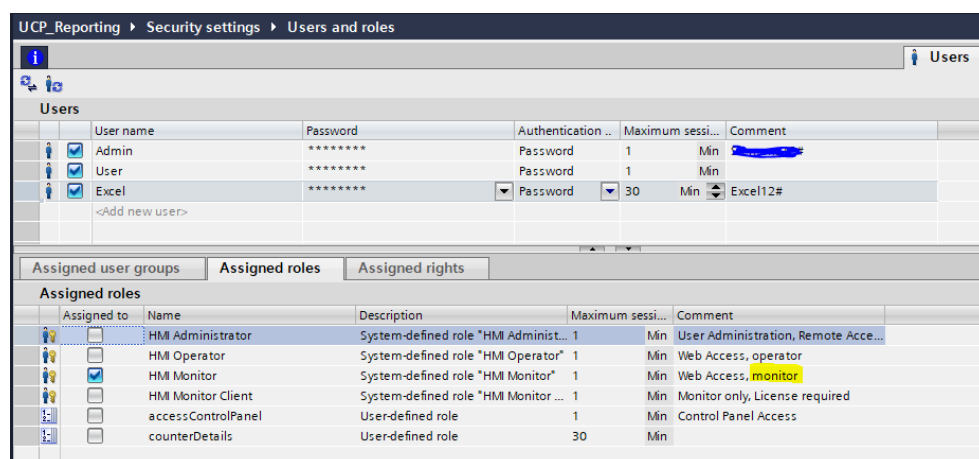 UCP_Reporting ▸ Security settings ▸ Users and roles
Users
Users
User name Password Authentication .. Maximum sessi... Comment
Admin ******** Password 1 Min
User ******** Password 1 Min
Excel ******** Password 30 Min Excel12#
<Add new user>
Assigned user groups Assigned roles Assigned rights
Assigned roles
Assigned to Name Description Maximum sessi... Comment
HMI Administrator System-defined role "HMI Administ... 1 Min User Administration, Remote Acce...
HMI Operator System-defined role "HMI Operator" 1 Min Web Access, operator
HMI Monitor System-defined role "HMI Monitor" 1 Min Web Access, monitor
HMI Monitor Client System-defined role "HMI Monitor ... 1 Min Monitor only, License required
accessControlPanel User-defined role 1 Min Control Panel Access
counterDetails User-defined role 30 Min